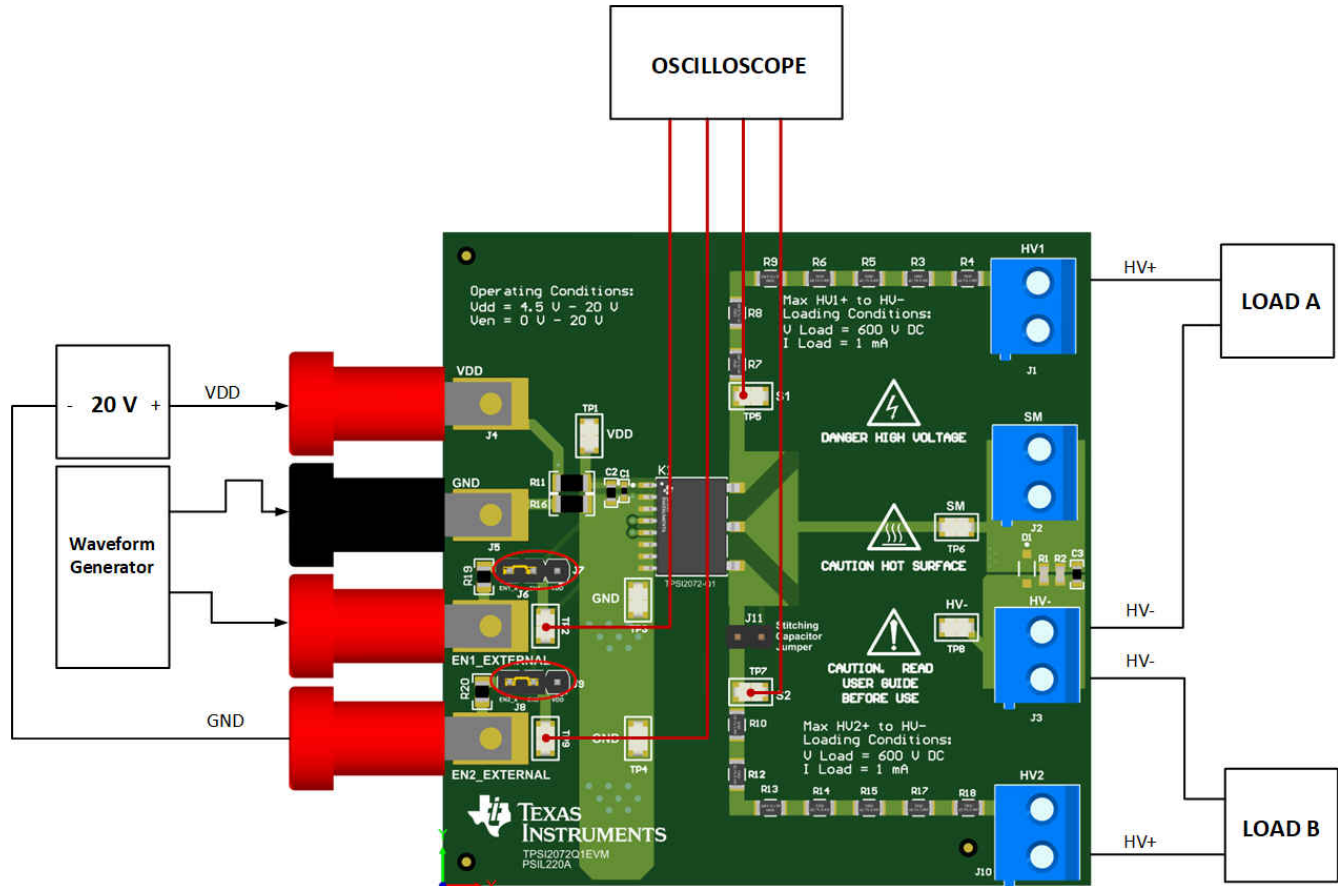 OSCILLOSCOPE
Operating Conditions:
Vdd = 4.5 V - 20 V
Ven = 0 V - 20 V
R9
R6
R5
R3
R4
HV1
HV+
LOAD A
R8
Max HV1+ to HV-
Loading Conditions:
V Load = 600 V DC
I Load = 1 mA
R7
J1
- 20 V +
VDD
VDD
J4
TP1
VDD
S1
TP5
DANGER HIGH VOLTAGE
SM
GND
R11
R16
C2
C1
J5
Waveform
Generator
TPSI2072-Q1
SM
TP6
J2
CAUTION HOT SURFACE
D1
R1
R2
C3
R19
J7
J6
GND
TP3
TP2
EN1_EXTERNAL
J11
Stitching
Capacitor
Jumper
HV-
TP8
HV-
HV-
HV-
J3
CAUTION. READ
USER GUIDE
BEFORE USE
R20
J9
J8
TP7
S2
GND
TP9
GND
TP4
EN2_EXTERNAL
R10
R12
Max HV2+ to HV-
Loading Conditions:
V Load = 600 V DC
I Load = 1 mA
R13
R14
R15
R17
R18
HV2
J10
HV+
LOAD B
TEXAS
INSTRUMENTS
TPSI2072Q1EVM
PSIL220A
Y
X